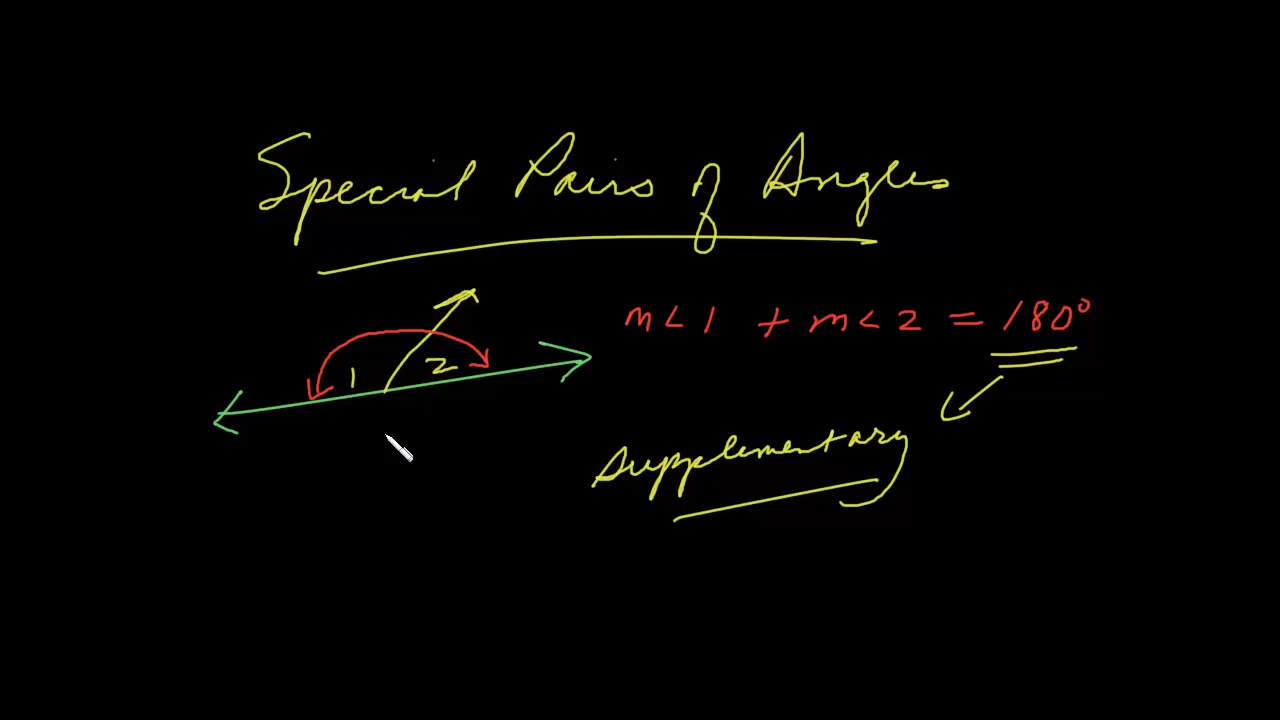 Special Pairs of Angles
m<1 + m<2 = 180°
1 2
supplementary